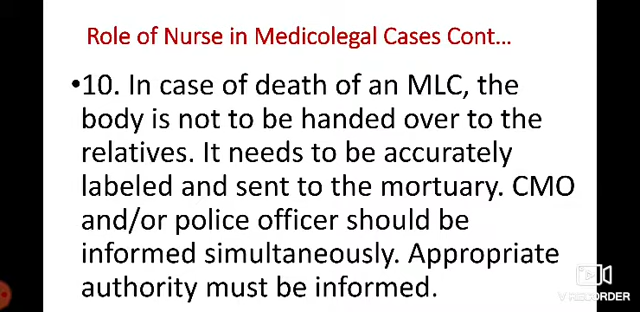 Role of Nurse in Medicolegal Cases Cont...
•10. In case of death of an MLC, the
body is not to be handed over to the
relatives. It needs to be accurately
labeled and sent to the mortuary. CMO
and/or police officer should be
informed simultaneously. Appropriate
authority must be informed.
V RECORDER